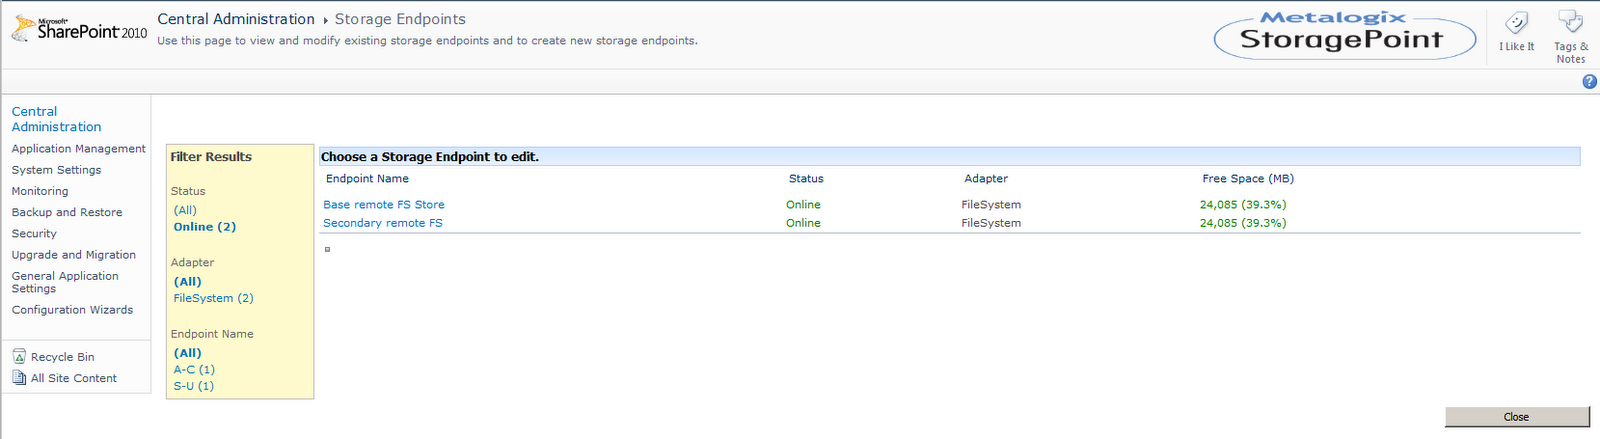 Microsoft®
SharePoint 2010
Central Administration ▸ Storage Endpoints
Use this page to view and modify existing storage endpoints and to create new storage endpoints.
Metalogix
StoragePoint
I Like It
Tags &
Notes
Central
Administration
Application Management
System Settings
Monitoring
Backup and Restore
Security
Upgrade and Migration
General Application
Settings
Configuration Wizards
Recycle Bin
All Site Content
Filter Results
Status
(All)
Online (2)
Adapter
(All)
FileSystem (2)
Endpoint Name
(All)
A-C (1)
S-U (1)
Choose a Storage Endpoint to edit.
Endpoint Name Status Adapter Free Space (MB)
Base remote FS Store Online FileSystem 24,085 (39.3%)
Secondary remote FS Online FileSystem 24,085 (39.3%)
Close